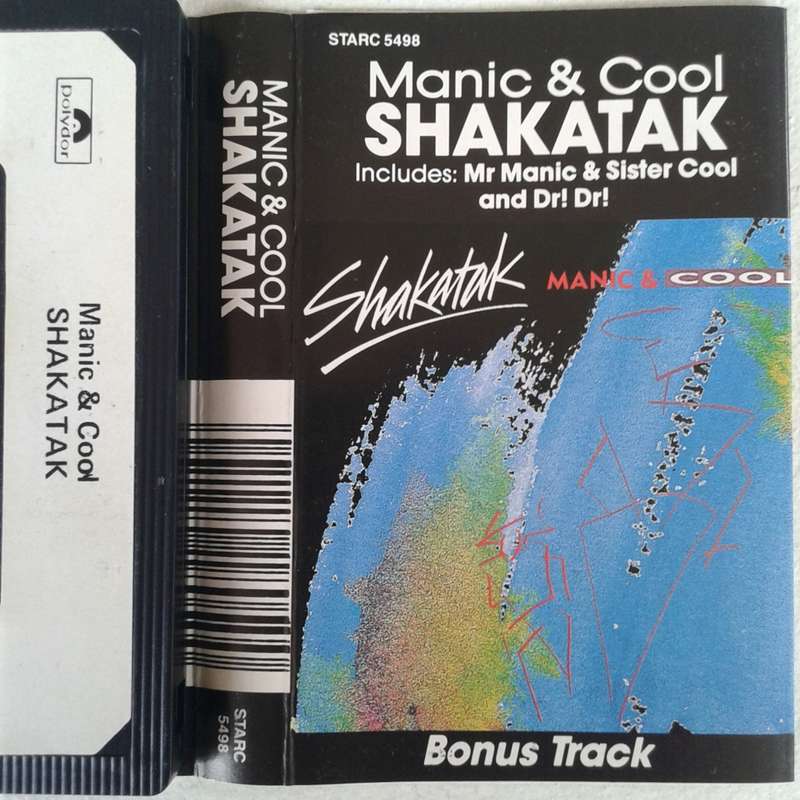 polydor
Manic & Cool
SHAKATAK
MANIC & COOL
SHAKATAK
STARC
5498
STARC 5498
Manic & Cool
SHAKATAK
Includes: Mr Manic & Sister Cool
and Dr! Dr!
Shakatak
MANIC & COOL
Bonus Track